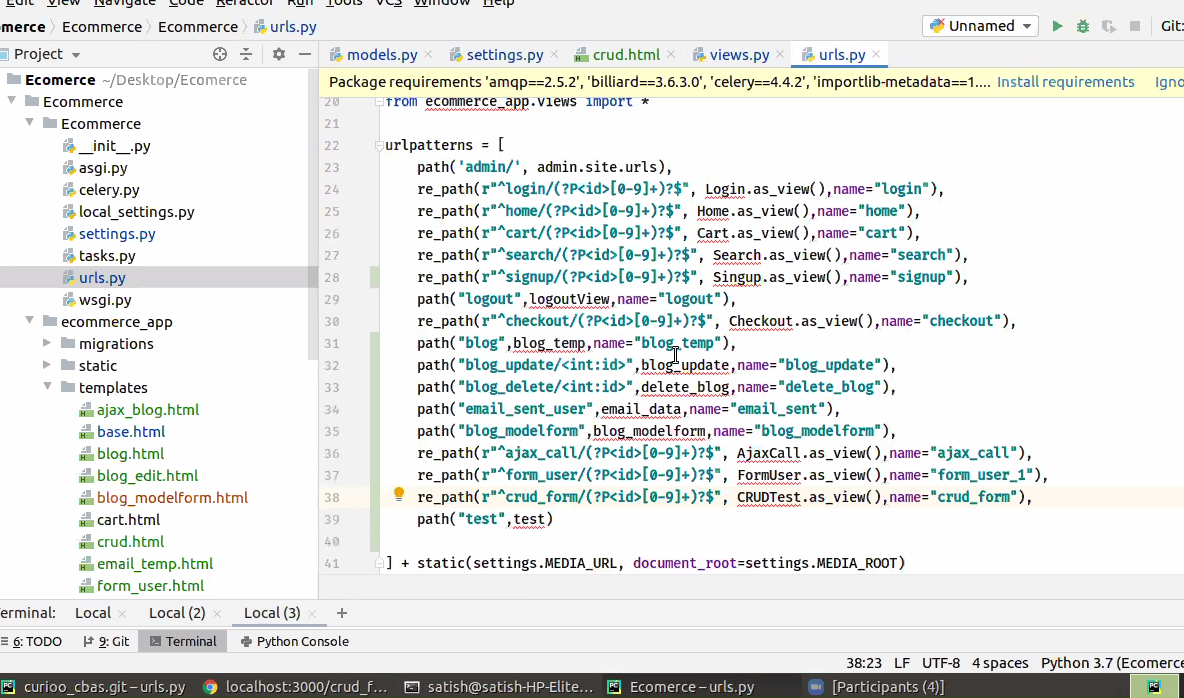 Edit View Navigate Code Refactor Run Tools VCS Window Help
merce Ecommerce Ecommerce urls.py Unnamed Git:
Project models.py settings.py crud.html views.py urls.py
Ecomerce ~/Desktop/Ecomerce
Package requirements 'amqp==2.5.2', 'billiard==3.6.3.0', 'celery==4.4.2', 'importlib-metadata==1.... Install requirements Igno
Ecommerce
Ecommerce
__init__.py
asgi.py
celery.py
local_settings.py
settings.py
tasks.py
urls.py
wsgi.py
ecommerce_app
migrations
static
templates
ajax_blog.html
base.html
blog.html
blog_edit.html
blog_modelform.html
cart.html
crud.html
email_temp.html
form_user.html
20 from ecommerce_app.views import *
21
22 urlpatterns = [
23 path('admin/', admin.site.urls),
24 re_path(r"^login/(?P<id>[0-9]+)?$", Login.as_view(),name="login"),
25 re_path(r"^home/(?P<id>[0-9]+)?$", Home.as_view(),name="home"),
26 re_path(r"^cart/(?P<id>[0-9]+)?$", Cart.as_view(),name="cart"),
27 re_path(r"^search/(?P<id>[0-9]+)?$", Search.as_view(),name="search"),
28 re_path(r"^signup/(?P<id>[0-9]+)?$", Singup.as_view(),name="signup"),
29 path("logout",logoutView,name="logout"),
30 re_path(r"^checkout/(?P<id>[0-9]+)?$", Checkout.as_view(),name="checkout"),
31 path("blog",blog_temp,name="blog_temp"),
32 path("blog_update/<int:id>",blog_update,name="blog_update"),
33 path("blog_delete/<int:id>",delete_blog,name="delete_blog"),
34 path("email_sent_user",email_data,name="email_sent"),
35 path("blog_modelform",blog_modelform,name="blog_modelform"),
36 re_path(r"^ajax_call/(?P<id>[0-9]+)?$", AjaxCall.as_view(),name="ajax_call"),
37 re_path(r"^form_user/(?P<id>[0-9]+)?$", FormUser.as_view(),name="form_user_1"),
38 re_path(r"^crud_form/(?P<id>[0-9]+)?$", CRUDTest.as_view(),name="crud_form"),
39 path("test",test)
40
41 ] + static(settings.MEDIA_URL, document_root=settings.MEDIA_ROOT)
erminal: Local Local (2) Local (3) +
6: TODO 9: Git Terminal Python Console
38:23 LF UTF-8 4 spaces Python 3.7 (Ecommerce
curioo_cbas.git – urls.py localhost:3000/crud_f... satish@satish-HP-Elite... Ecomerce – urls.py [Participants (4)]